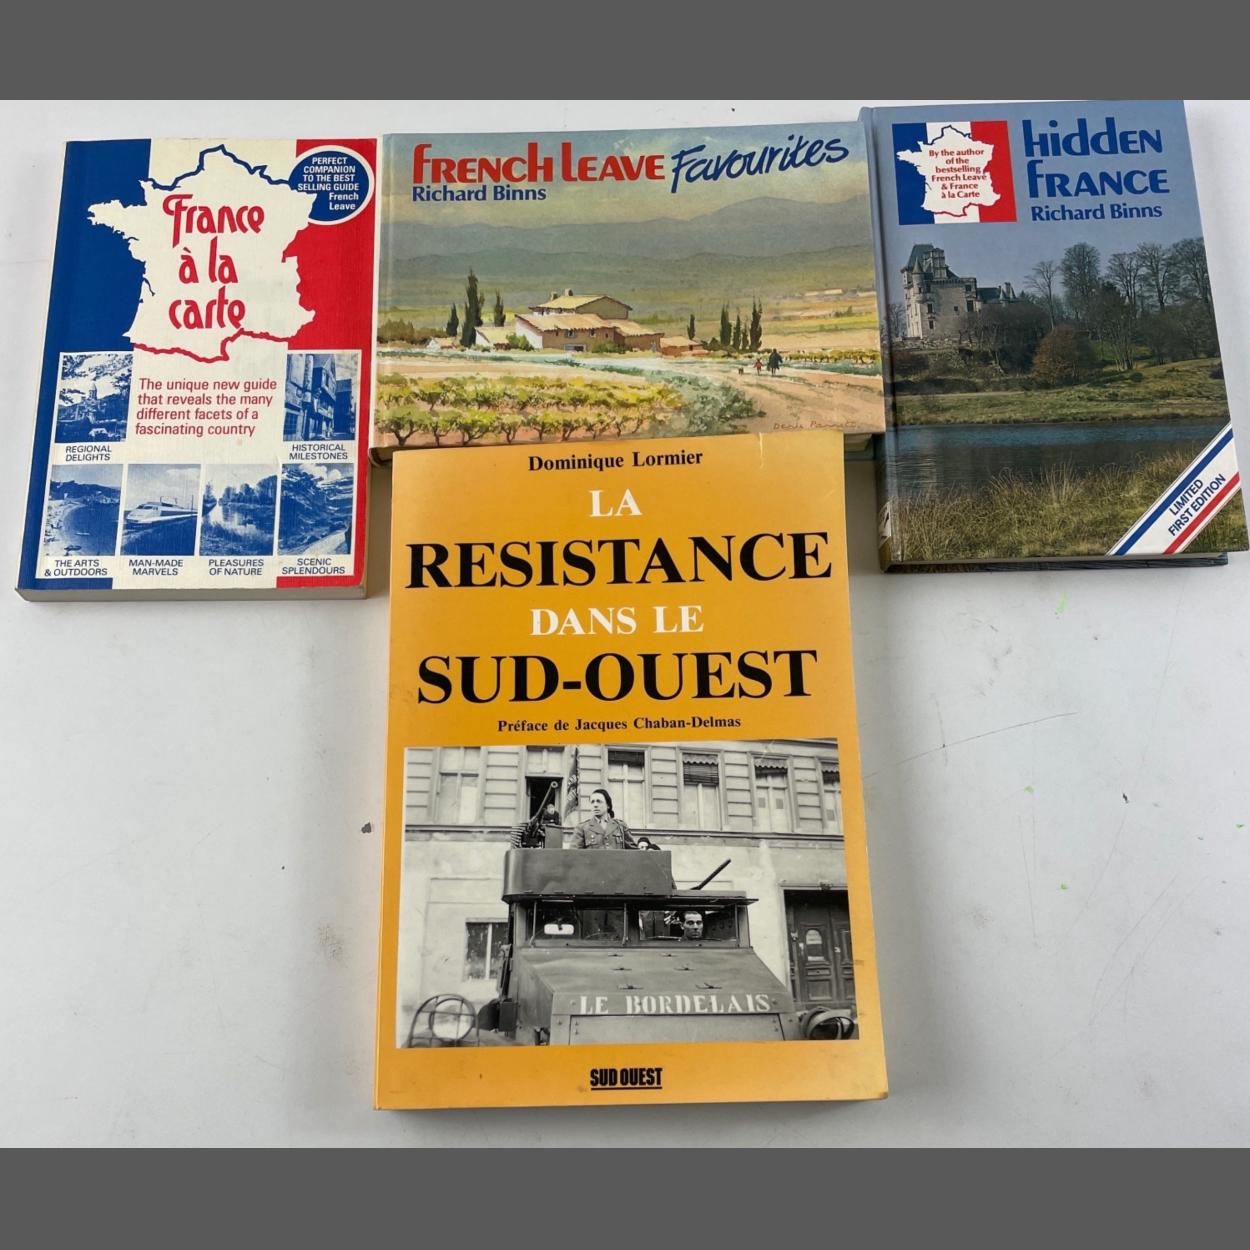 PERFECT
COMPANION
TO THE BEST
SELLING GUIDE
French
Leave
France
à la
carte
The unique new guide
that reveals the many
different facets of a
fascinating country
REGIONAL
DELIGHTS
HISTORICAL
MILESTONES
THE ARTS
& OUTDOORS
MAN-MADE
MARVELS
PLEASURES
OF NATURE
SCENIC
SPLENDOURS
FRENCH LEAVE Favourites
Richard Binns
By the author
of the
bestselling
French Leave
& France
à la Carte
hidden
FRANCE
Richard Binns
LIMITED
FIRST EDITION
Dominique Lormier
LA
RESISTANCE
DANS LE
SUD-OUEST
Préface de Jacques Chaban-Delmas
LE BORDELAIS
SUD OUEST